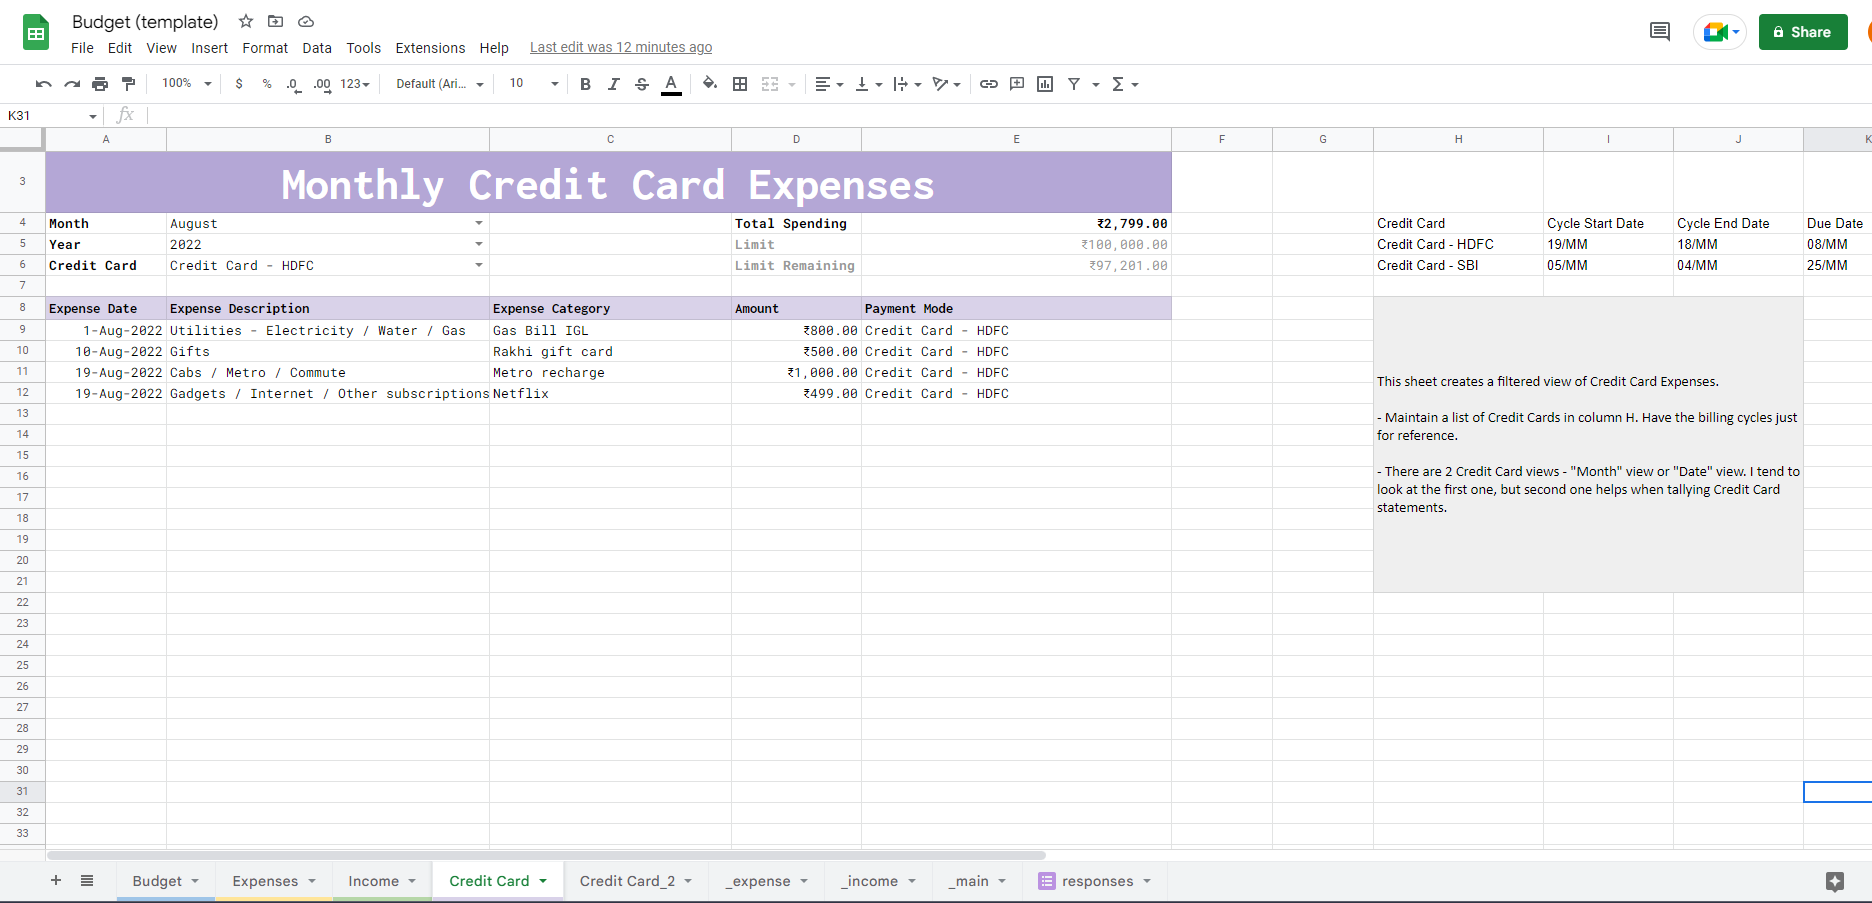 Budget (template)
File Edit View Insert Format Data Tools Extensions Help Last edit was 12 minutes ago
Share
100% $ % .0 .00 123 Default (Ari... 10 B I S A
K31 fx
A B C D E F G H I J K
3 Monthly Credit Card Expenses
4 Month August Total Spending ₹2,799.00 Credit Card Cycle Start Date Cycle End Date Due Date
5 Year 2022 Limit ₹100,000.00 Credit Card - HDFC 19/MM 18/MM 08/MM
6 Credit Card Credit Card - HDFC Limit Remaining ₹97,201.00 Credit Card - SBI 05/MM 04/MM 25/MM
7
8 Expense Date Expense Description Expense Category Amount Payment Mode
9 1-Aug-2022 Utilities - Electricity / Water / Gas Gas Bill IGL ₹800.00 Credit Card - HDFC
10 10-Aug-2022 Gifts Rakhi gift card ₹500.00 Credit Card - HDFC
11 19-Aug-2022 Cabs / Metro / Commute Metro recharge ₹1,000.00 Credit Card - HDFC
12 19-Aug-2022 Gadgets / Internet / Other subscriptions Netflix ₹499.00 Credit Card - HDFC
This sheet creates a filtered view of Credit Card Expenses.
- Maintain a list of Credit Cards in column H. Have the billing cycles just
for reference.
- There are 2 Credit Card views - "Month" view or "Date" view. I tend to
look at the first one, but second one helps when tallying Credit Card
statements.
13
14
15
16
17
18
19
20
21
22
23
24
25
26
27
28
29
30
31
32
33
Budget Expenses Income Credit Card Credit Card_2 _expense _income _main responses